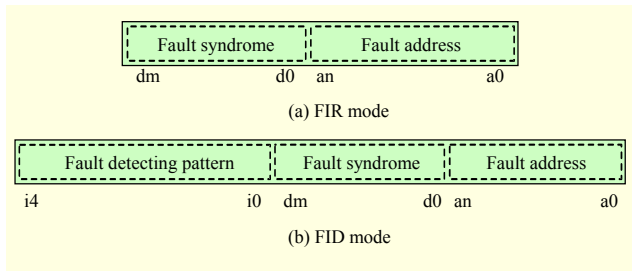 Fault syndrome Fault address
dm d0 an a0
(a) FIR mode
Fault detecting pattern Fault syndrome Fault address
i4 i0 dm d0 an a0
(b) FID mode